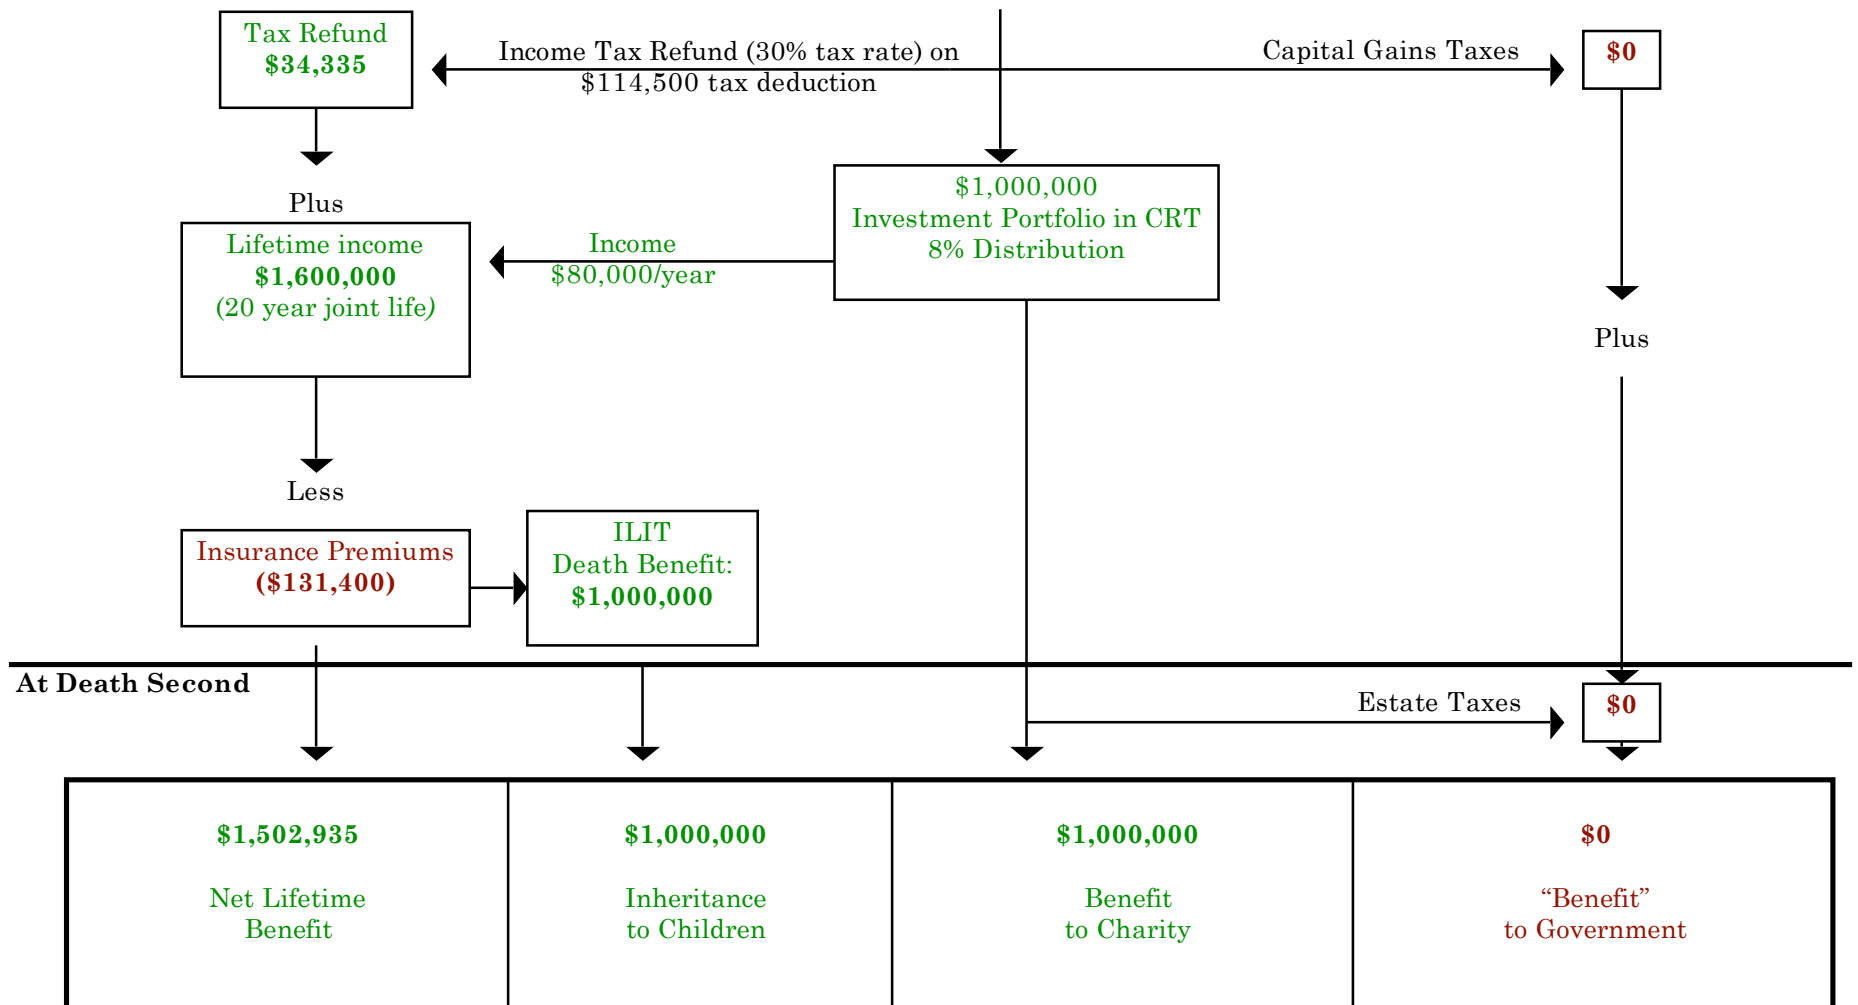 Tax Refund
$34,335
Income Tax Refund (30% tax rate) on
$114,500 tax deduction
Capital Gains Taxes
$0
Plus
$1,000,000
Investment Portfolio in CRT
8% Distribution
Lifetime income
$1,600,000
(20 year joint life)
Income
$80,000/year
Plus
Less
Insurance Premiums
($131,400)
ILIT
Death Benefit:
$1,000,000
At Death Second
Estate Taxes
$0
$1,502,935
Net Lifetime
Benefit
$1,000,000
Inheritance
to Children
$1,000,000
Benefit
to Charity
$0
“Benefit”
to Government